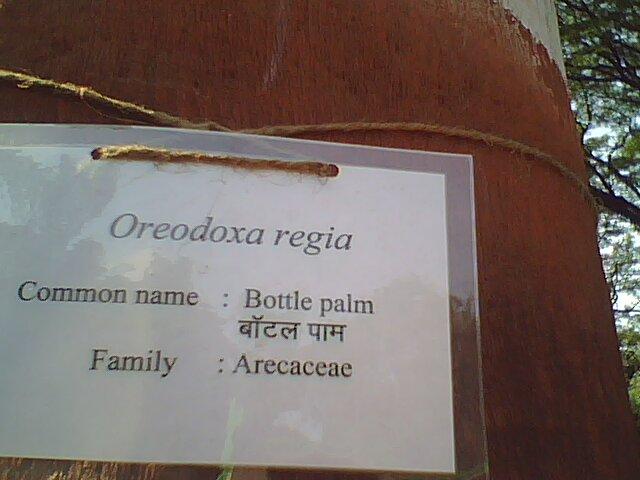 Oreodoxa regia
Common name : Bottle palm
बॉटल पाम
Family : Arecaceae